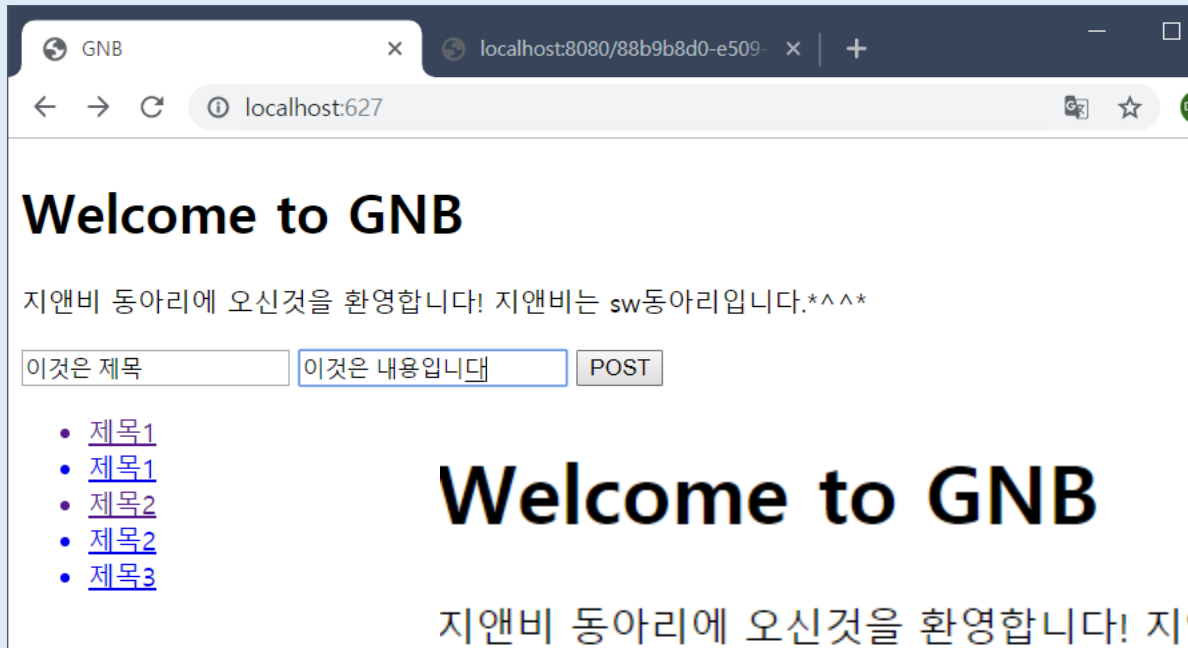 GNB
localhost:8080/88b9b8d0-e509-
localhost:627
Welcome to GNB
지앤비 동아리에 오신것을 환영합니다! 지앤비는 sw동아리입니다.*^^*
이것은 제목 이것은 내용입니다 POST
제목1
제목1
제목2
제목2
제목3
Welcome to GNB
지앤비 동아리에 오신것을 환영합니다! 지